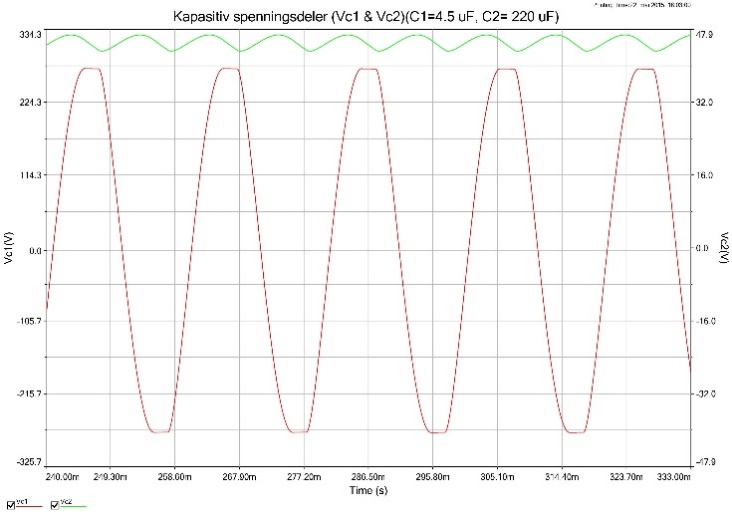 Kapasitiv spenningsdeler (Vc1 & Vc2)(C1=4.5 uF, C2= 220 uF)
334.3
47.9
224.3
32.0
114.3
16.0
Vc1(V)
0.0
0.0
Vc2(V)
-105.7
-16.0
-215.7
-32.0
-325.7
-47.9
240.00m 249.30m 258.60m 267.90m 277.20m 286.50m 295.80m 305.10m 314.40m 323.70m 333.00m
Time (s)
Vc1 Vc2